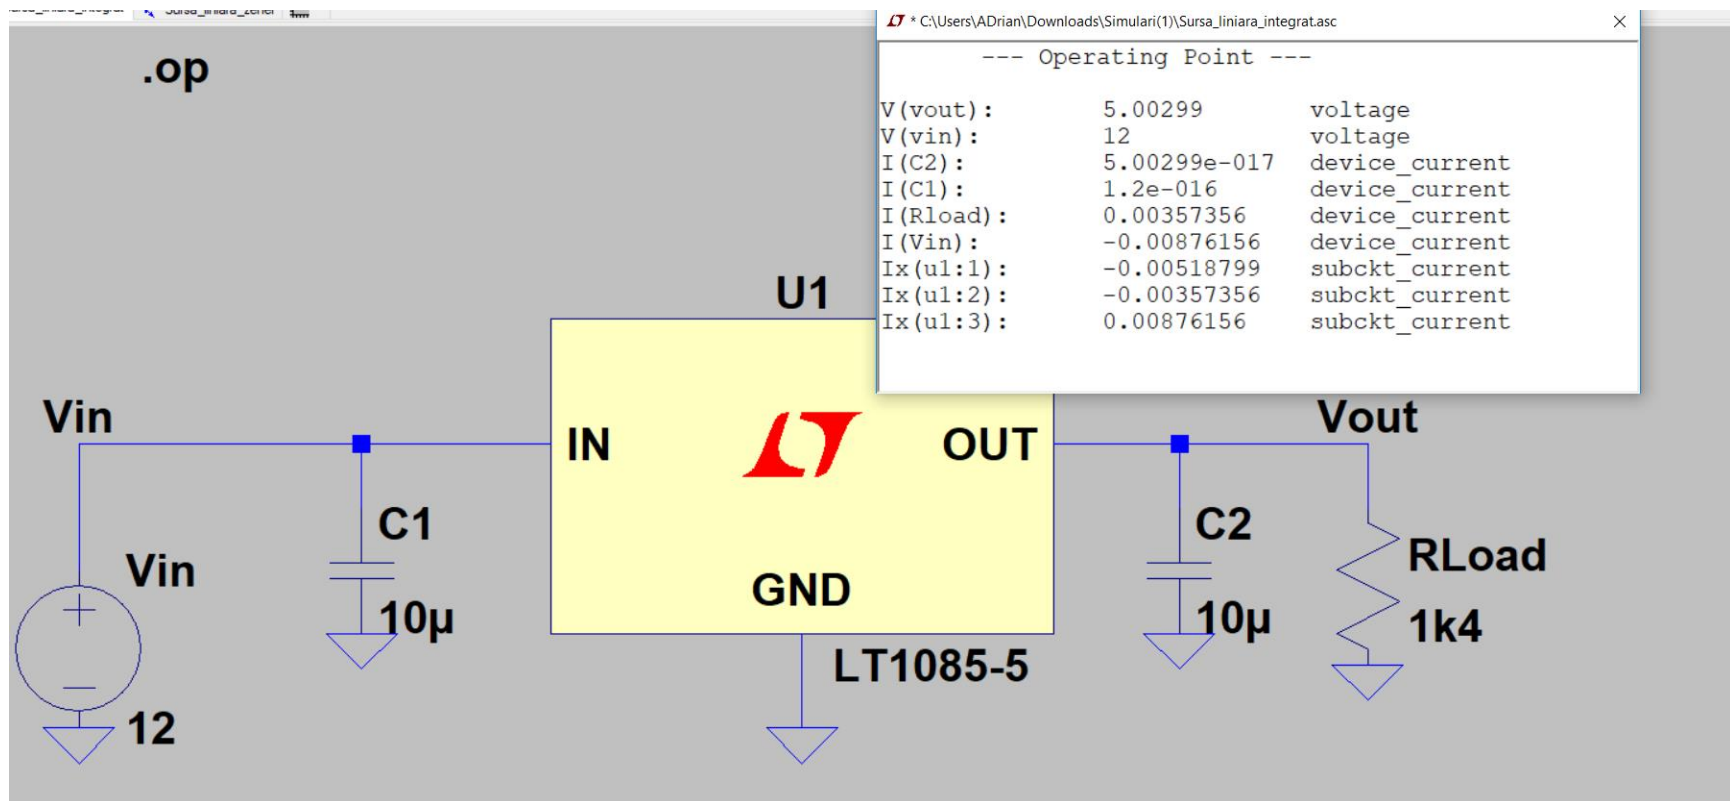 * C:\Users\ADrian\Downloads\Simulari(1)\Sursa_liniara_integrat.asc
--- Operating Point ---
V(vout): 5.00299 voltage
V(vin): 12 voltage
I(C2): 5.00299e-017 device_current
I(C1): 1.2e-016 device_current
I(Rload): 0.00357356 device_current
I(Vin): -0.00876156 device_current
Ix(u1:1): -0.00518799 subckt_current
Ix(u1:2): -0.00357356 subckt_current
Ix(u1:3): 0.00876156 subckt_current
.op
U1
Vin
IN
OUT
Vout
C1
C2
Vin
RLoad
GND
10µ
10µ
1k4
LT1085-5
12